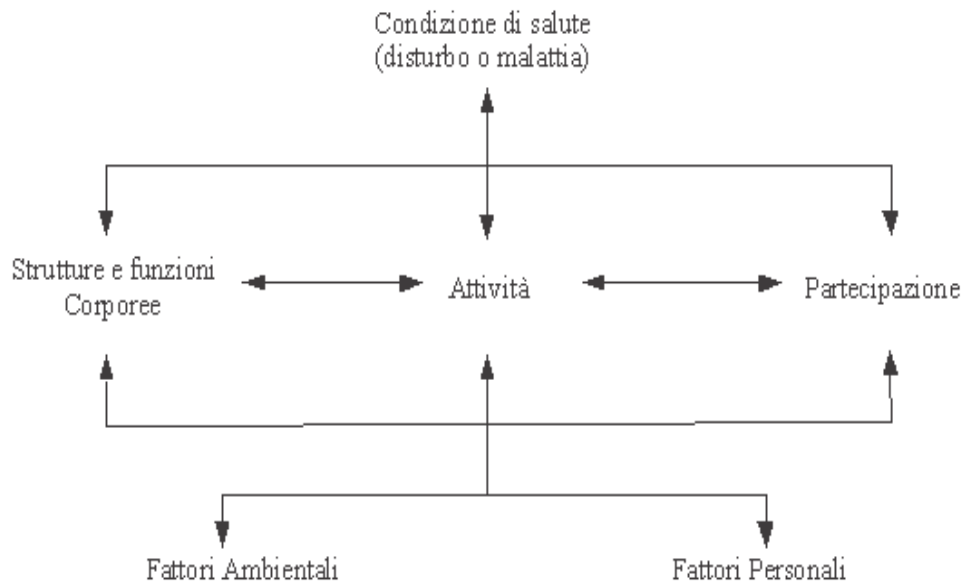 Condizione di salute
(disturbo o malattia)
Strutture e funzioni
Corporee
Attività
Partecipazione
Fattori Ambientali
Fattori Personali